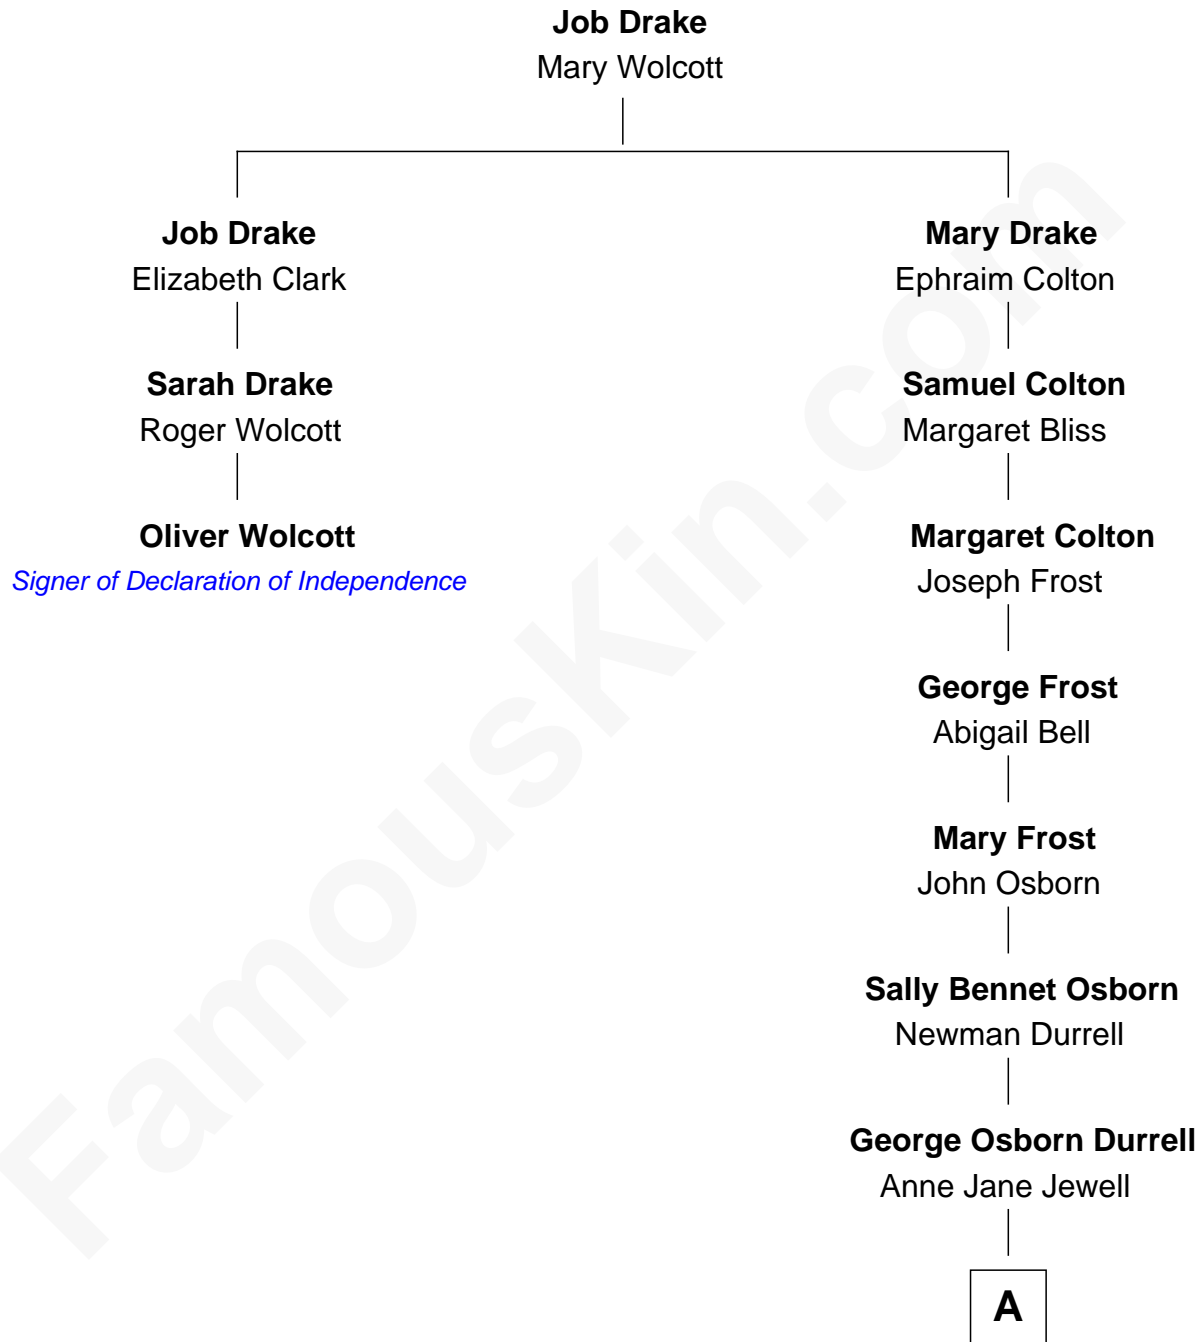 Job Drake
Mary Wolcott
Job Drake
Elizabeth Clark
Sarah Drake
Roger Wolcott
Oliver Wolcott
Signer of Declaration of Independence
Mary Drake
Ephraim Colton
Samuel Colton
Margaret Bliss
Margaret Colton
Joseph Frost
George Frost
Abigail Bell
Mary Frost
John Osborn
Sally Bennet Osborn
Newman Durrell
George Osborn Durrell
Anne Jane Jewell
A
FamousKin.com